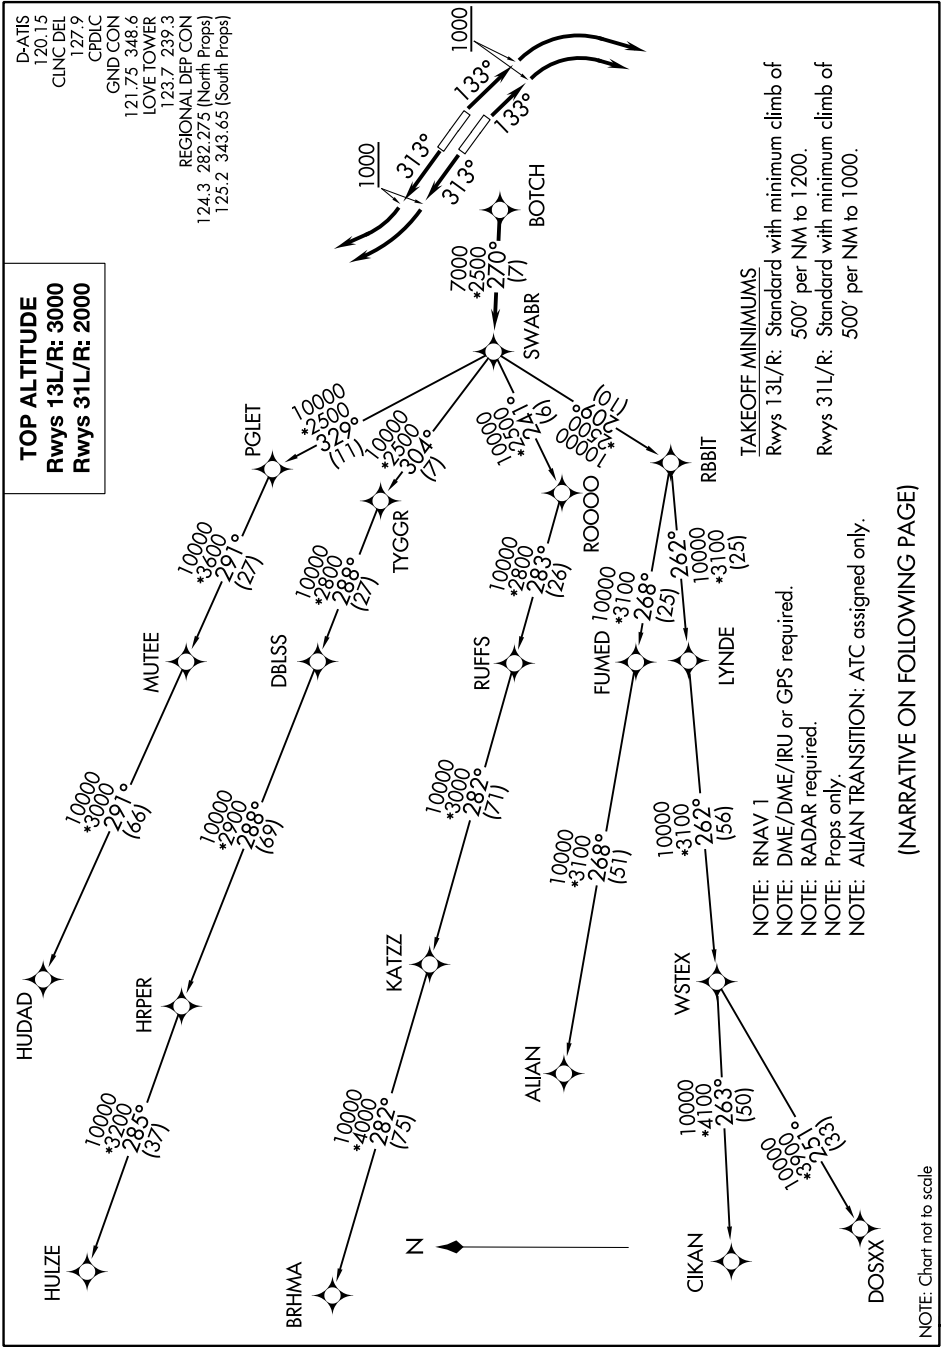 D-ATIS
120.15
CLNC DEL
127.9
CPDLC
GND CON
121.75 348.6
LOVE TOWER
123.7 239.3
REGIONAL DEP CON
124.3 282.275 (North Props)
125.2 343.65 (South Props)
TOP ALTITUDE
Rwys 13L/R: 3000
Rwys 31L/R: 2000
1000
133°
133°
1000
313°
313°
BOTCH
7000
*2500
270°
(7)
SWABR
PGLET
10000
*2500
329°
(11)
TYGGR
10000
*2500
304°
(7)
ROOOO
10000
*2500
241°
(9)
RBBIT
10000
*2500
209°
(10)
MUTEE
10000
*3600
291°
(27)
HUDAD
10000
*3000
291°
(66)
DBLSS
10000
*2800
288°
(27)
HRPER
10000
*2900
288°
(69)
HULZE
10000
*3200
285°
(37)
RUFFS
10000
*2800
283°
(26)
KATZZ
10000
*3000
282°
(71)
BRHMA
10000
*4000
282°
(75)
FUMED
10000
*3100
268°
(25)
ALIAN
10000
*3100
268°
(51)
LYNDE
262°
10000
*3100
(25)
WSTEX
10000
*3100
262°
(56)
CIKAN
10000
*4100
263°
(50)
DOSXX
10000
*3900
251°
(33)
N
TAKEOFF MINIMUMS
Rwys 13L/R: Standard with minimum climb of
500' per NM to 1200.
Rwys 31L/R: Standard with minimum climb of
500' per NM to 1000.
NOTE: RNAV 1
NOTE: DME/DME/IRU or GPS required.
NOTE: RADAR required.
NOTE: Props only.
NOTE: ALIAN TRANSITION: ATC assigned only.
(NARRATIVE ON FOLLOWING PAGE)
NOTE: Chart not to scale